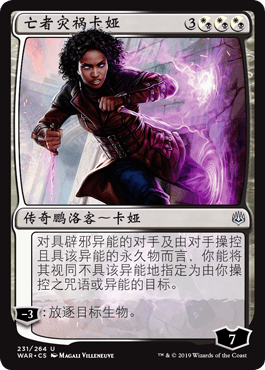 亡者灾祸卡娅 3
传奇鹏洛客～卡娅
对具辟邪异能的对手及由对手操控
且具该异能的永久物而言，你能将
其视同不具该异能地指定为由你操
控之咒语或异能的目标。
-3：放逐目标生物。
7
231/264 U
WAR • CS MAGALI VILLENEUVE
™ & © 2019 Wizards of the Coast